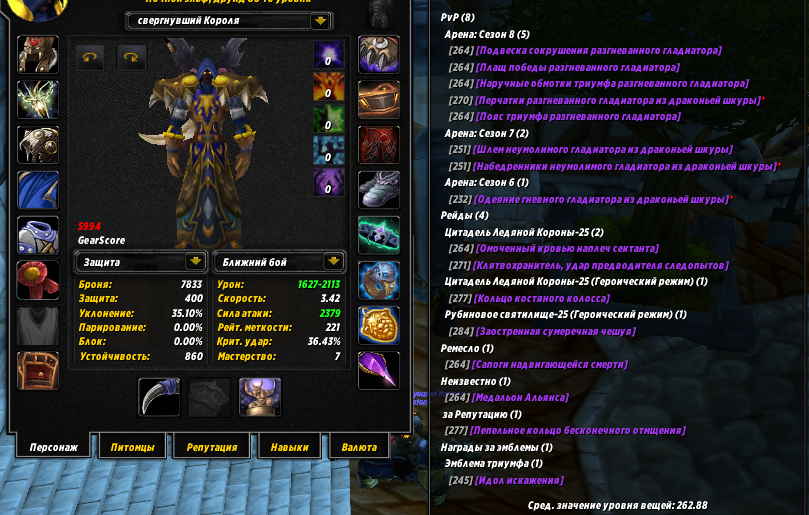 свергнувший Короля
0
0
0
0
0
5994
GearScore
Защита
Ближний бой
Броня: 7833
Защита: 400
Уклонение: 35.10%
Парирование: 0.00%
Блок: 0.00%
Устойчивость: 860
Урон: 1627-2113
Скорость: 3.42
Сила атаки: 2379
Рейт. меткости: 221
Крит. удар: 36.43%
Мастерство: 7
Персонаж
Питомцы
Репутация
Навыки
Валюта
PvP (8)
Арена: Сезон 8 (5)
[264] [Подвеска сокрушения разгневанного гладиатора]
[264] [Плащ победы разгневанного гладиатора]
[264] [Наручные обмотки триумфа разгневанного гладиатора]
[270] [Перчатки разгневанного гладиатора из драконьей шкуры]*
[264] [Пояс триумфа разгневанного гладиатора]
Арена: Сезон 7 (2)
[251] [Шлем неумолимого гладиатора из драконьей шкуры]
[251] [Набедренники неумолимого гладиатора из драконьей шкуры]*
Арена: Сезон 6 (1)
[232] [Одеяние гневного гладиатора из драконьей шкуры]*
Рейды (4)
Цитадель Ледяной Короны-25 (2)
[264] [Омоченный кровью наплеч сектанта]
[271] [Клятвохранитель, удар предводителя следопытов]
Цитадель Ледяной Короны-25 (Героический режим) (1)
[277] [Кольцо костяного колосса]
Рубиновое святилище-25 (Героический режим) (1)
[284] [Заостренная сумеречная чешуя]
Ремесло (1)
[264] [Сапоги надвигающейся смерти]
Неизвестно (1)
[264] [Медальон Альянса]
за Репутацию (1)
[277] [Пепельное кольцо бесконечного отмщения]
Награды за эмблемы (1)
Эмблема триумфа (1)
[245] [Идол искажения]
Сред. значение уровня вещей: 262.88